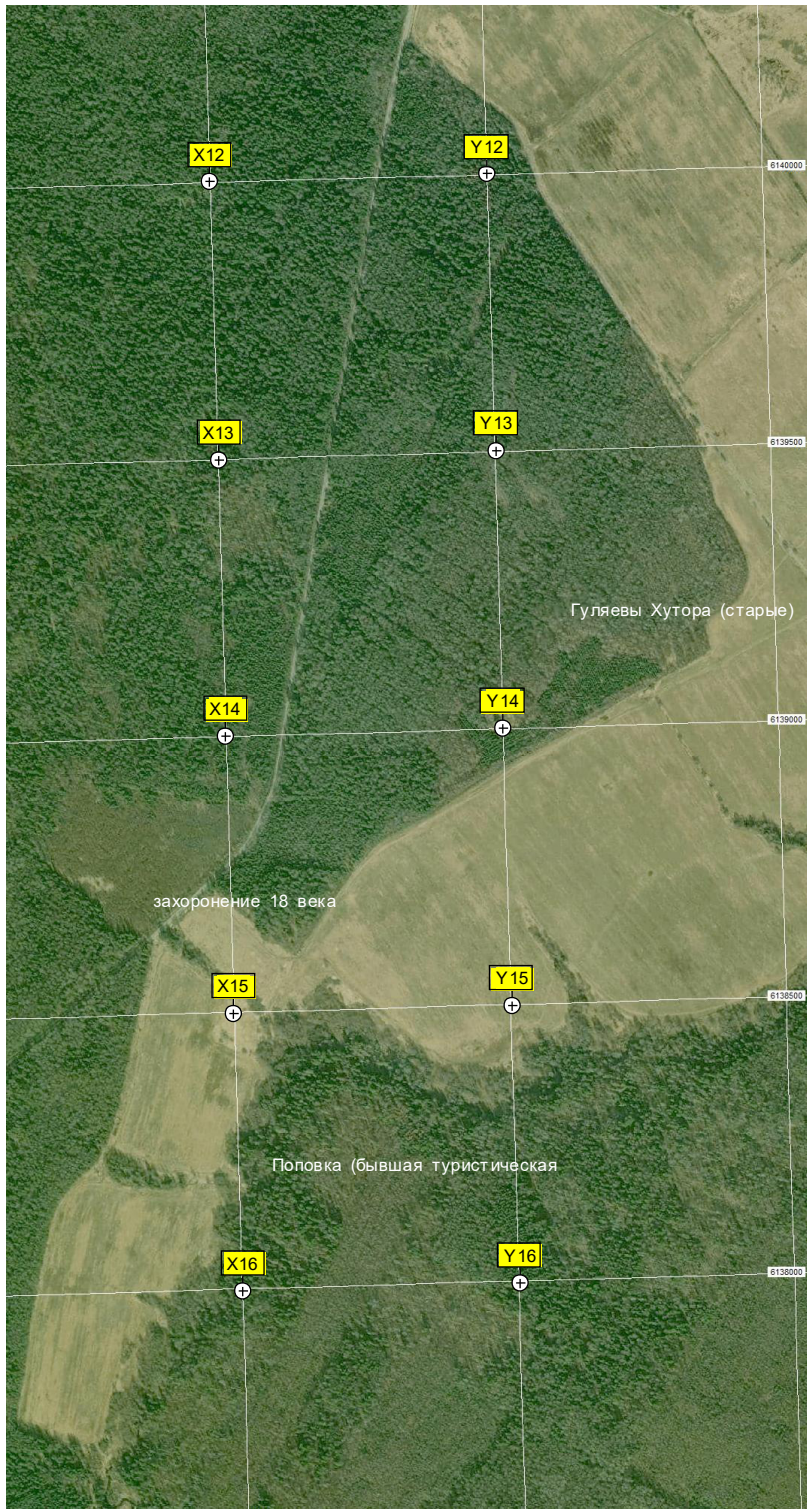 X12
Y12
6140000
X13
Y13
6139500
Гуляевы Хутора (старые)
X14
Y14
6139000
захоронение 18 века
X15
Y15
6138500
Поповка (бывшая туристическая
X16
Y16
6138000